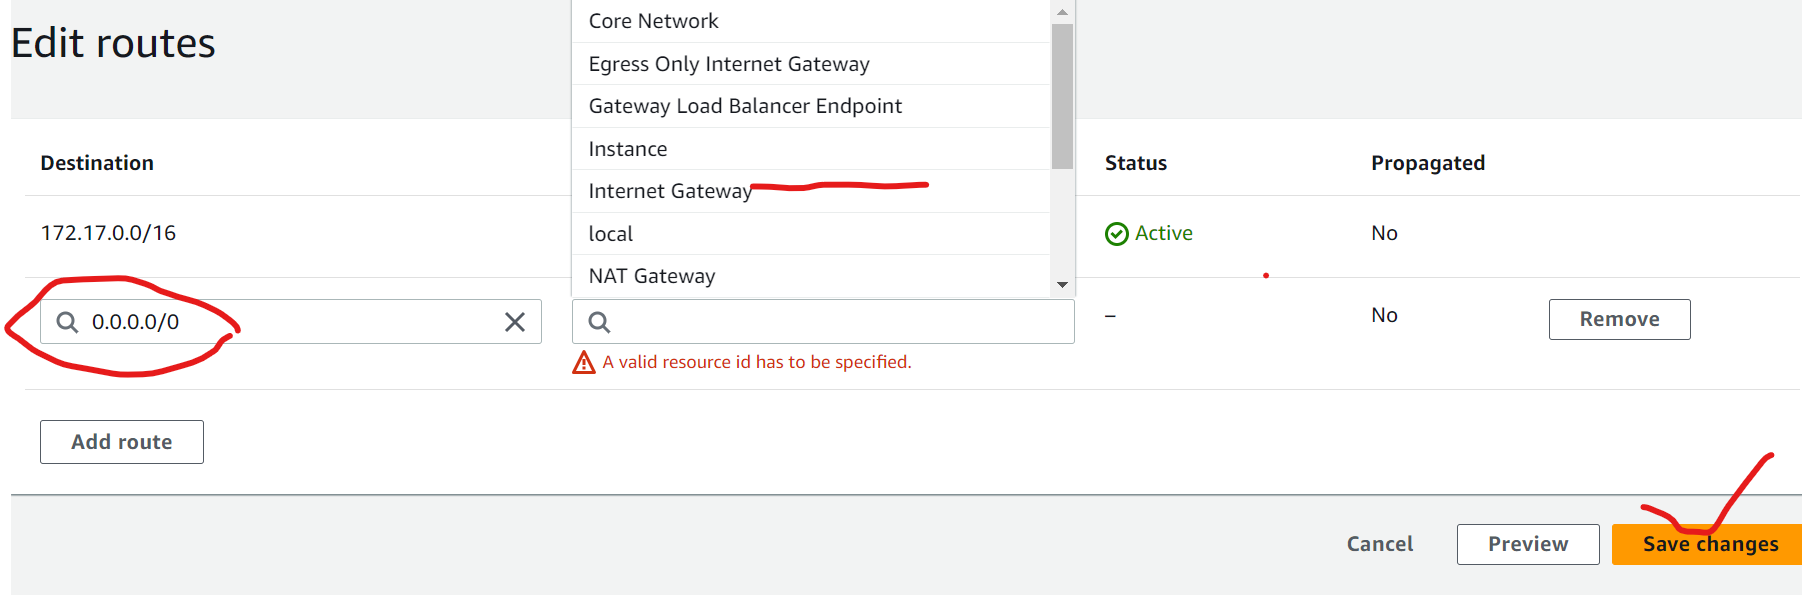 Edit routes
Core Network
Egress Only Internet Gateway
Gateway Load Balancer Endpoint
Instance
Internet Gateway
local
NAT Gateway
Destination
Status
Propagated
172.17.0.0/16
Active
No
0.0.0.0/0
–
No
Remove
A valid resource id has to be specified.
Add route
Cancel
Preview
Save changes